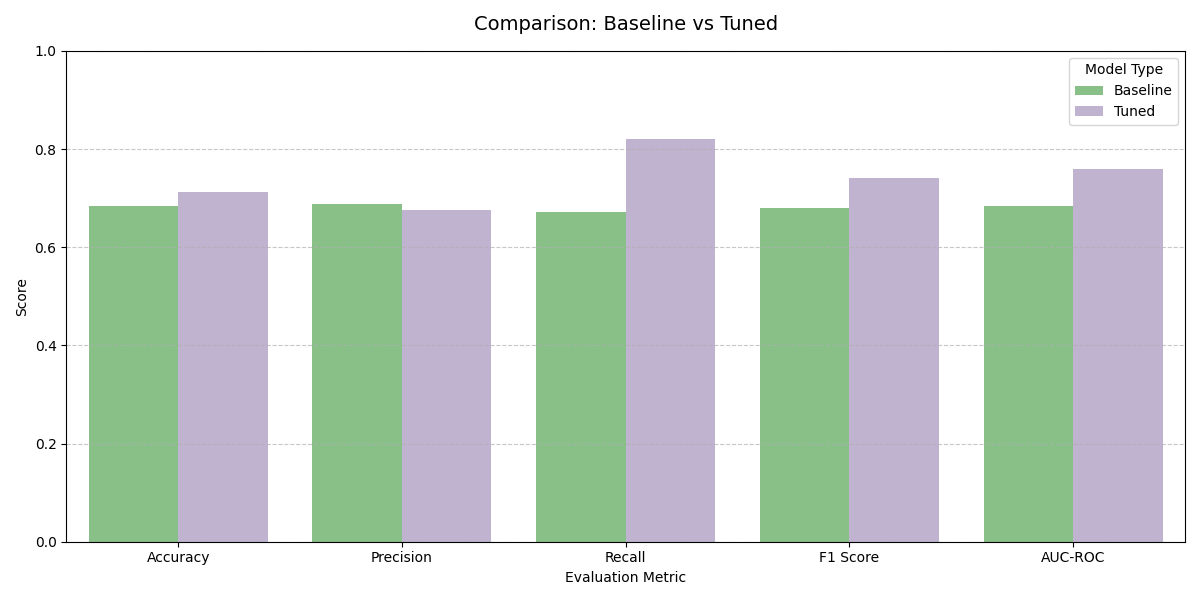 Comparison: Baseline vs Tuned
1.0
0.8
0.6
0.4
0.2
0.0
Score
Model Type
Baseline
Tuned
Accuracy Precision Recall F1 Score AUC-ROC
Evaluation Metric